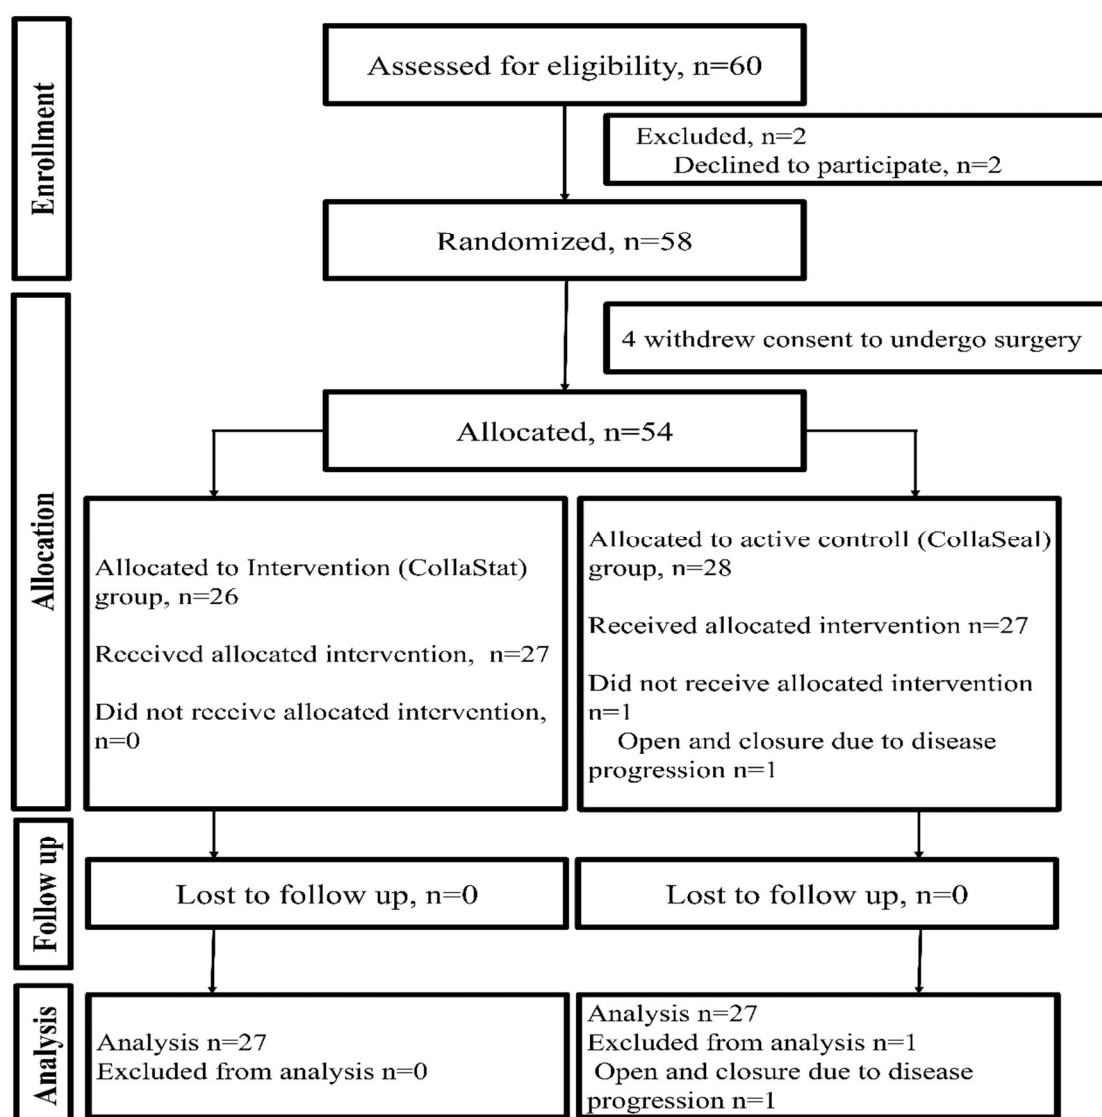 Enrollment
Assessed for eligibility, n=60
Excluded, n=2
Declined to participate, n=2
Randomized, n=58
Allocation
4 withdrew consent to undergo surgery
Allocated, n=54
Allocated to Intervention (CollaStat)
group, n=26
Received allocated intervention, n=27
Did not receive allocated intervention,
n=0
Allocated to active controll (CollaSeal)
group, n=28
Received allocated intervention n=27
Did not receive allocated intervention
n=1
Open and closure due to disease
progression n=1
Follow up
Lost to follow up, n=0
Lost to follow up, n=0
Analysis
Analysis n=27
Excluded from analysis n=0
Analysis n=27
Excluded from analysis n=1
Open and closure due to disease
progression n=1